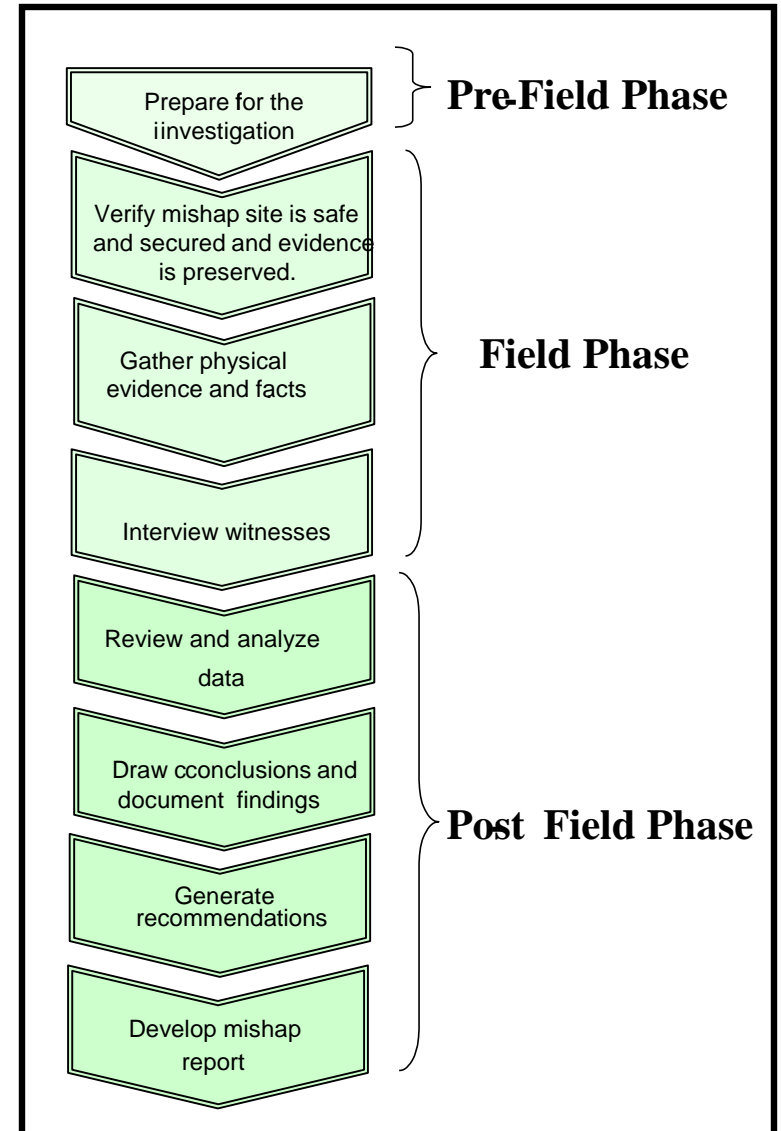 Prepare for the
iinvestigation
Pre-Field Phase
Verify mishap site is safe
and secured and evidence
is preserved.
Gather physical
evidence and facts
Field Phase
Interview witnesses
Review and analyze
data
Draw cconclusions and
document findings
Post Field Phase
Generate
recommendations
Develop mishap
report